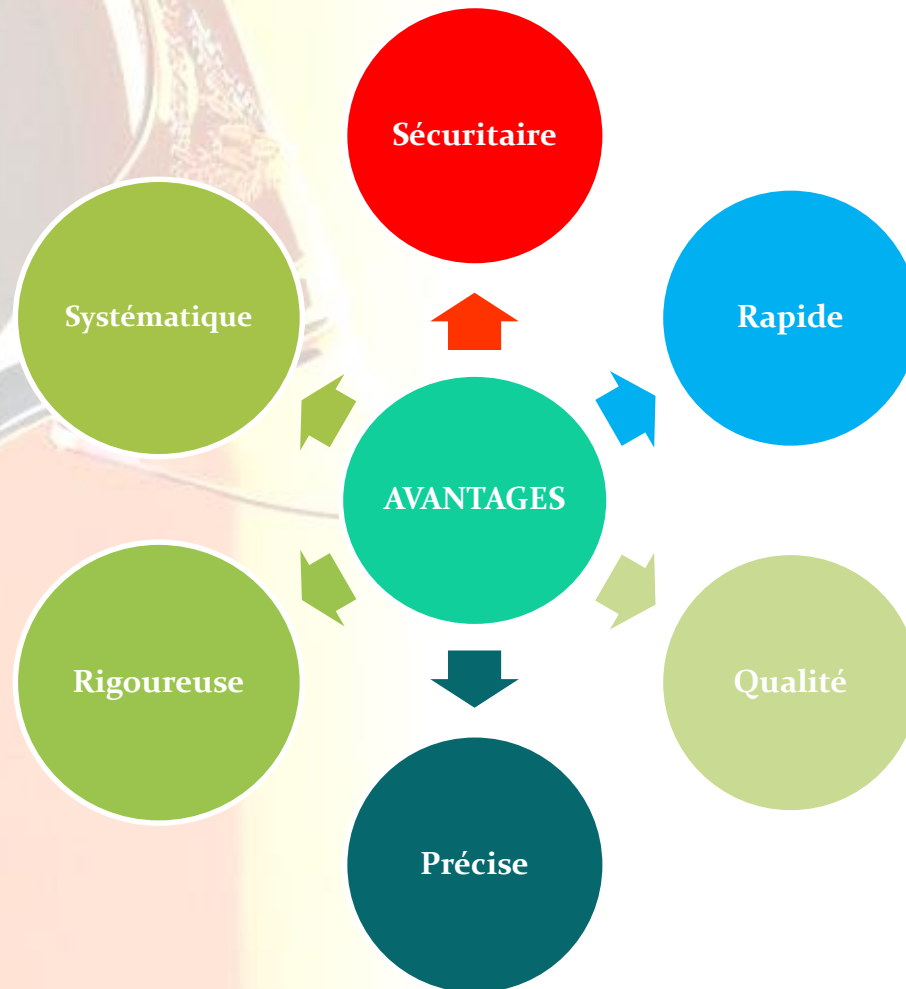 Sécuritaire
Systématique
Rapide
AVANTAGES
Rigoureuse
Qualité
Précise